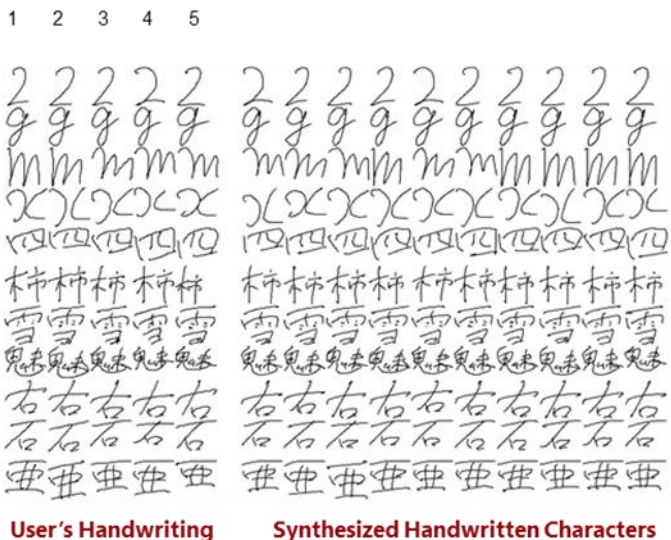 1 2 3 4 5
2 2 2 2 2 2 2 2 2 2 2 2 2 2 2
g g g g g g g g g g g g g g g
m m m m m m m m m m m m m m m
x x x x x x x x x x x x x x x
四 四 四 四 四 四 四 四 四 四 四 四 四 四 四
柿 柿 柿 柿 柿 柿 柿 柿 柿 柿 柿 柿 柿 柿 柿
雪 雪 雪 雪 雪 雪 雪 雪 雪 雪 雪 雪 雪 雪 雪
魅 魅 魅 魅 魅 魅 魅 魅 魅 魅 魅 魅 魅 魅 魅
右 右 右 右 右 右 右 右 右 右 右 右 右 右 右
石 石 石 石 石 石 石 石 石 石 石 石 石 石 石
亜 亜 亜 亜 亜 亜 亜 亜 亜 亜 亜 亜 亜 亜 亜
User's Handwriting Synthesized Handwritten Characters